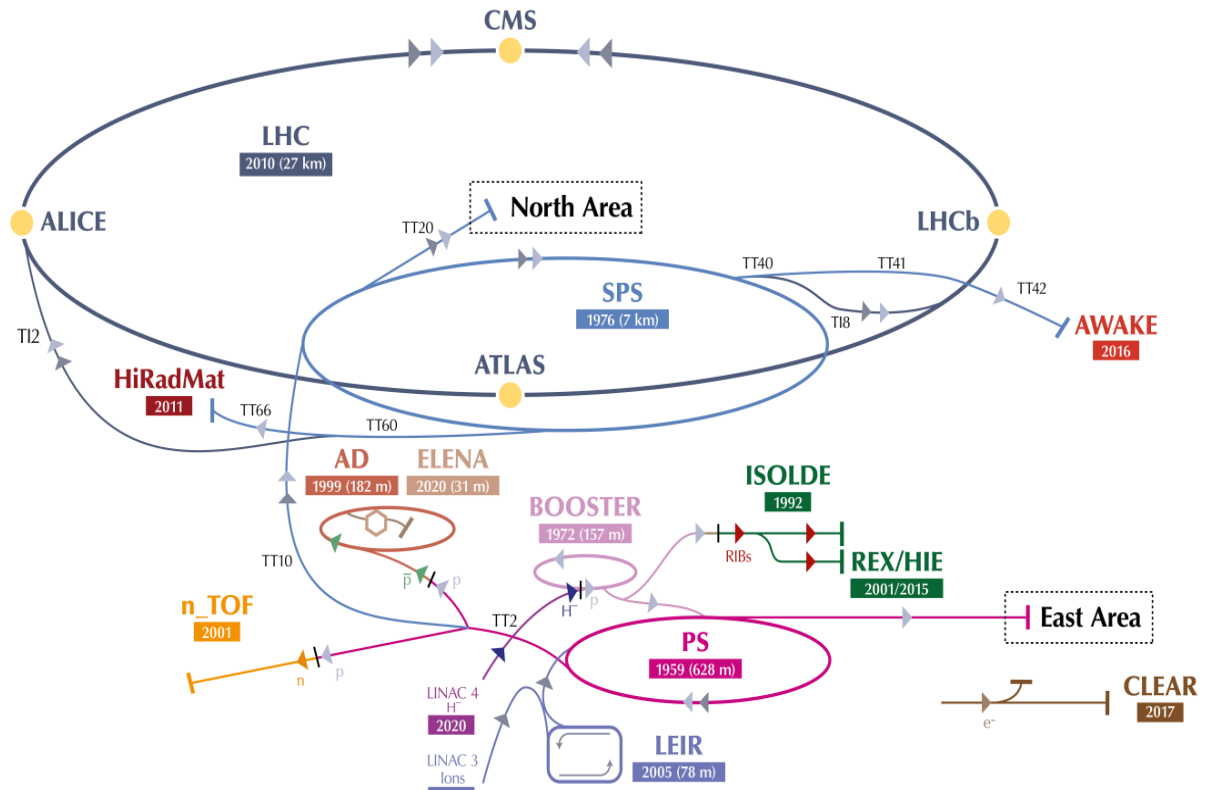 CMS
LHC
2010 (27 km)
North Area
TT20
ALICE
LHCb
TT40
TT41
TT42
SPS
1976 (7 km)
TI8
AWAKE
2016
TI2
ATLAS
HiRadMat
2011
TT66
TT60
AD
1999 (182 m)
ELENA
2020 (31 m)
ISOLDE
1992
BOOSTER
1972 (157 m)
RIBs
REX/HIE
2001/2015
TT10
p̅
p
H⁻
p
n_TOF
2001
TT2
East Area
PS
1959 (628 m)
n
p
LINAC 4
H⁻
2020
CLEAR
2017
e-
LINAC 3
Ions
LEIR
2005 (78 m)